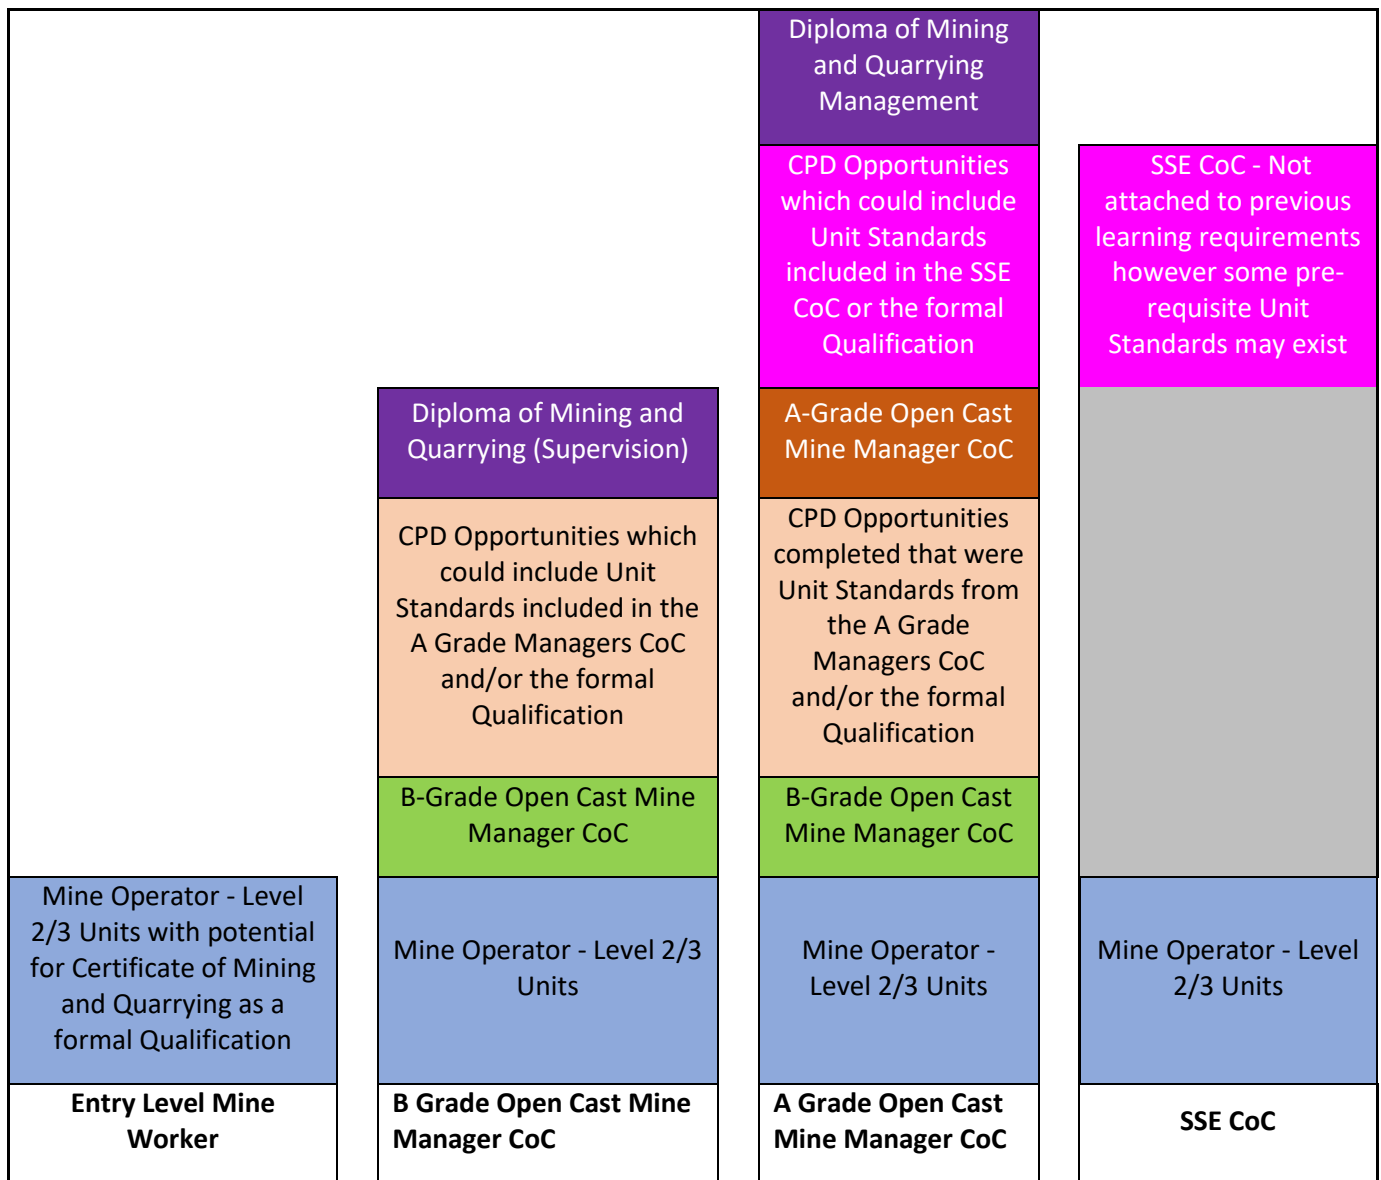 Diploma of Mining
and Quarrying
Management
CPD Opportunities
which could include
Unit Standards
included in the SSE
CoC or the formal
Qualification
SSE CoC - Not
attached to previous
learning requirements
however some pre-
requisite Unit
Standards may exist
Diploma of Mining and
Quarrying (Supervision)
A-Grade Open Cast
Mine Manager CoC
CPD Opportunities which
could include Unit
Standards included in the
A Grade Managers CoC
and/or the formal
Qualification
CPD Opportunities
completed that were
Unit Standards from
the A Grade
Managers CoC
and/or the formal
Qualification
B-Grade Open Cast Mine
Manager CoC
B-Grade Open Cast
Mine Manager CoC
Mine Operator - Level
2/3 Units with potential
for Certificate of Mining
and Quarrying as a
formal Qualification
Mine Operator - Level 2/3
Units
Mine Operator -
Level 2/3 Units
Mine Operator - Level
2/3 Units
Entry Level Mine
Worker
B Grade Open Cast Mine
Manager CoC
A Grade Open Cast
Mine Manager CoC
SSE CoC